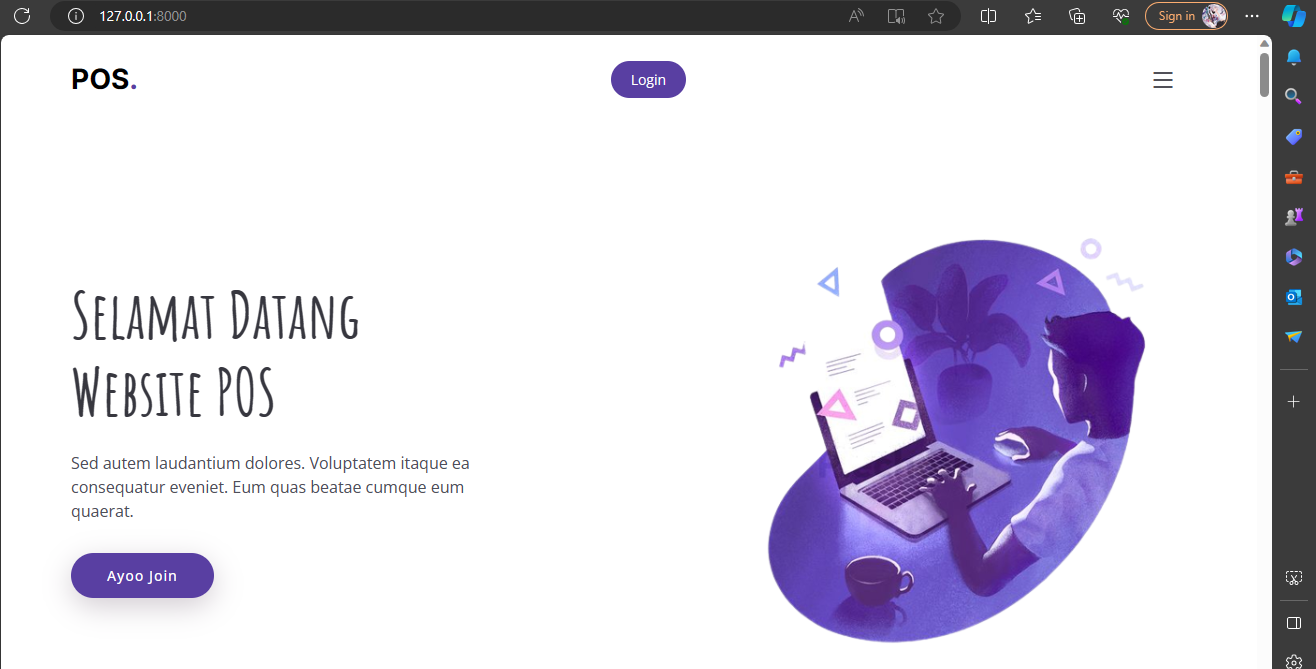 127.0.0.1:8000
Sign in
POS.
Login
Selamat Datang
Website POS
Sed autem laudantium dolores. Voluptatem itaque ea
consequatur eveniet. Eum quas beatae cumque eum
quaerat.
Ayoo Join